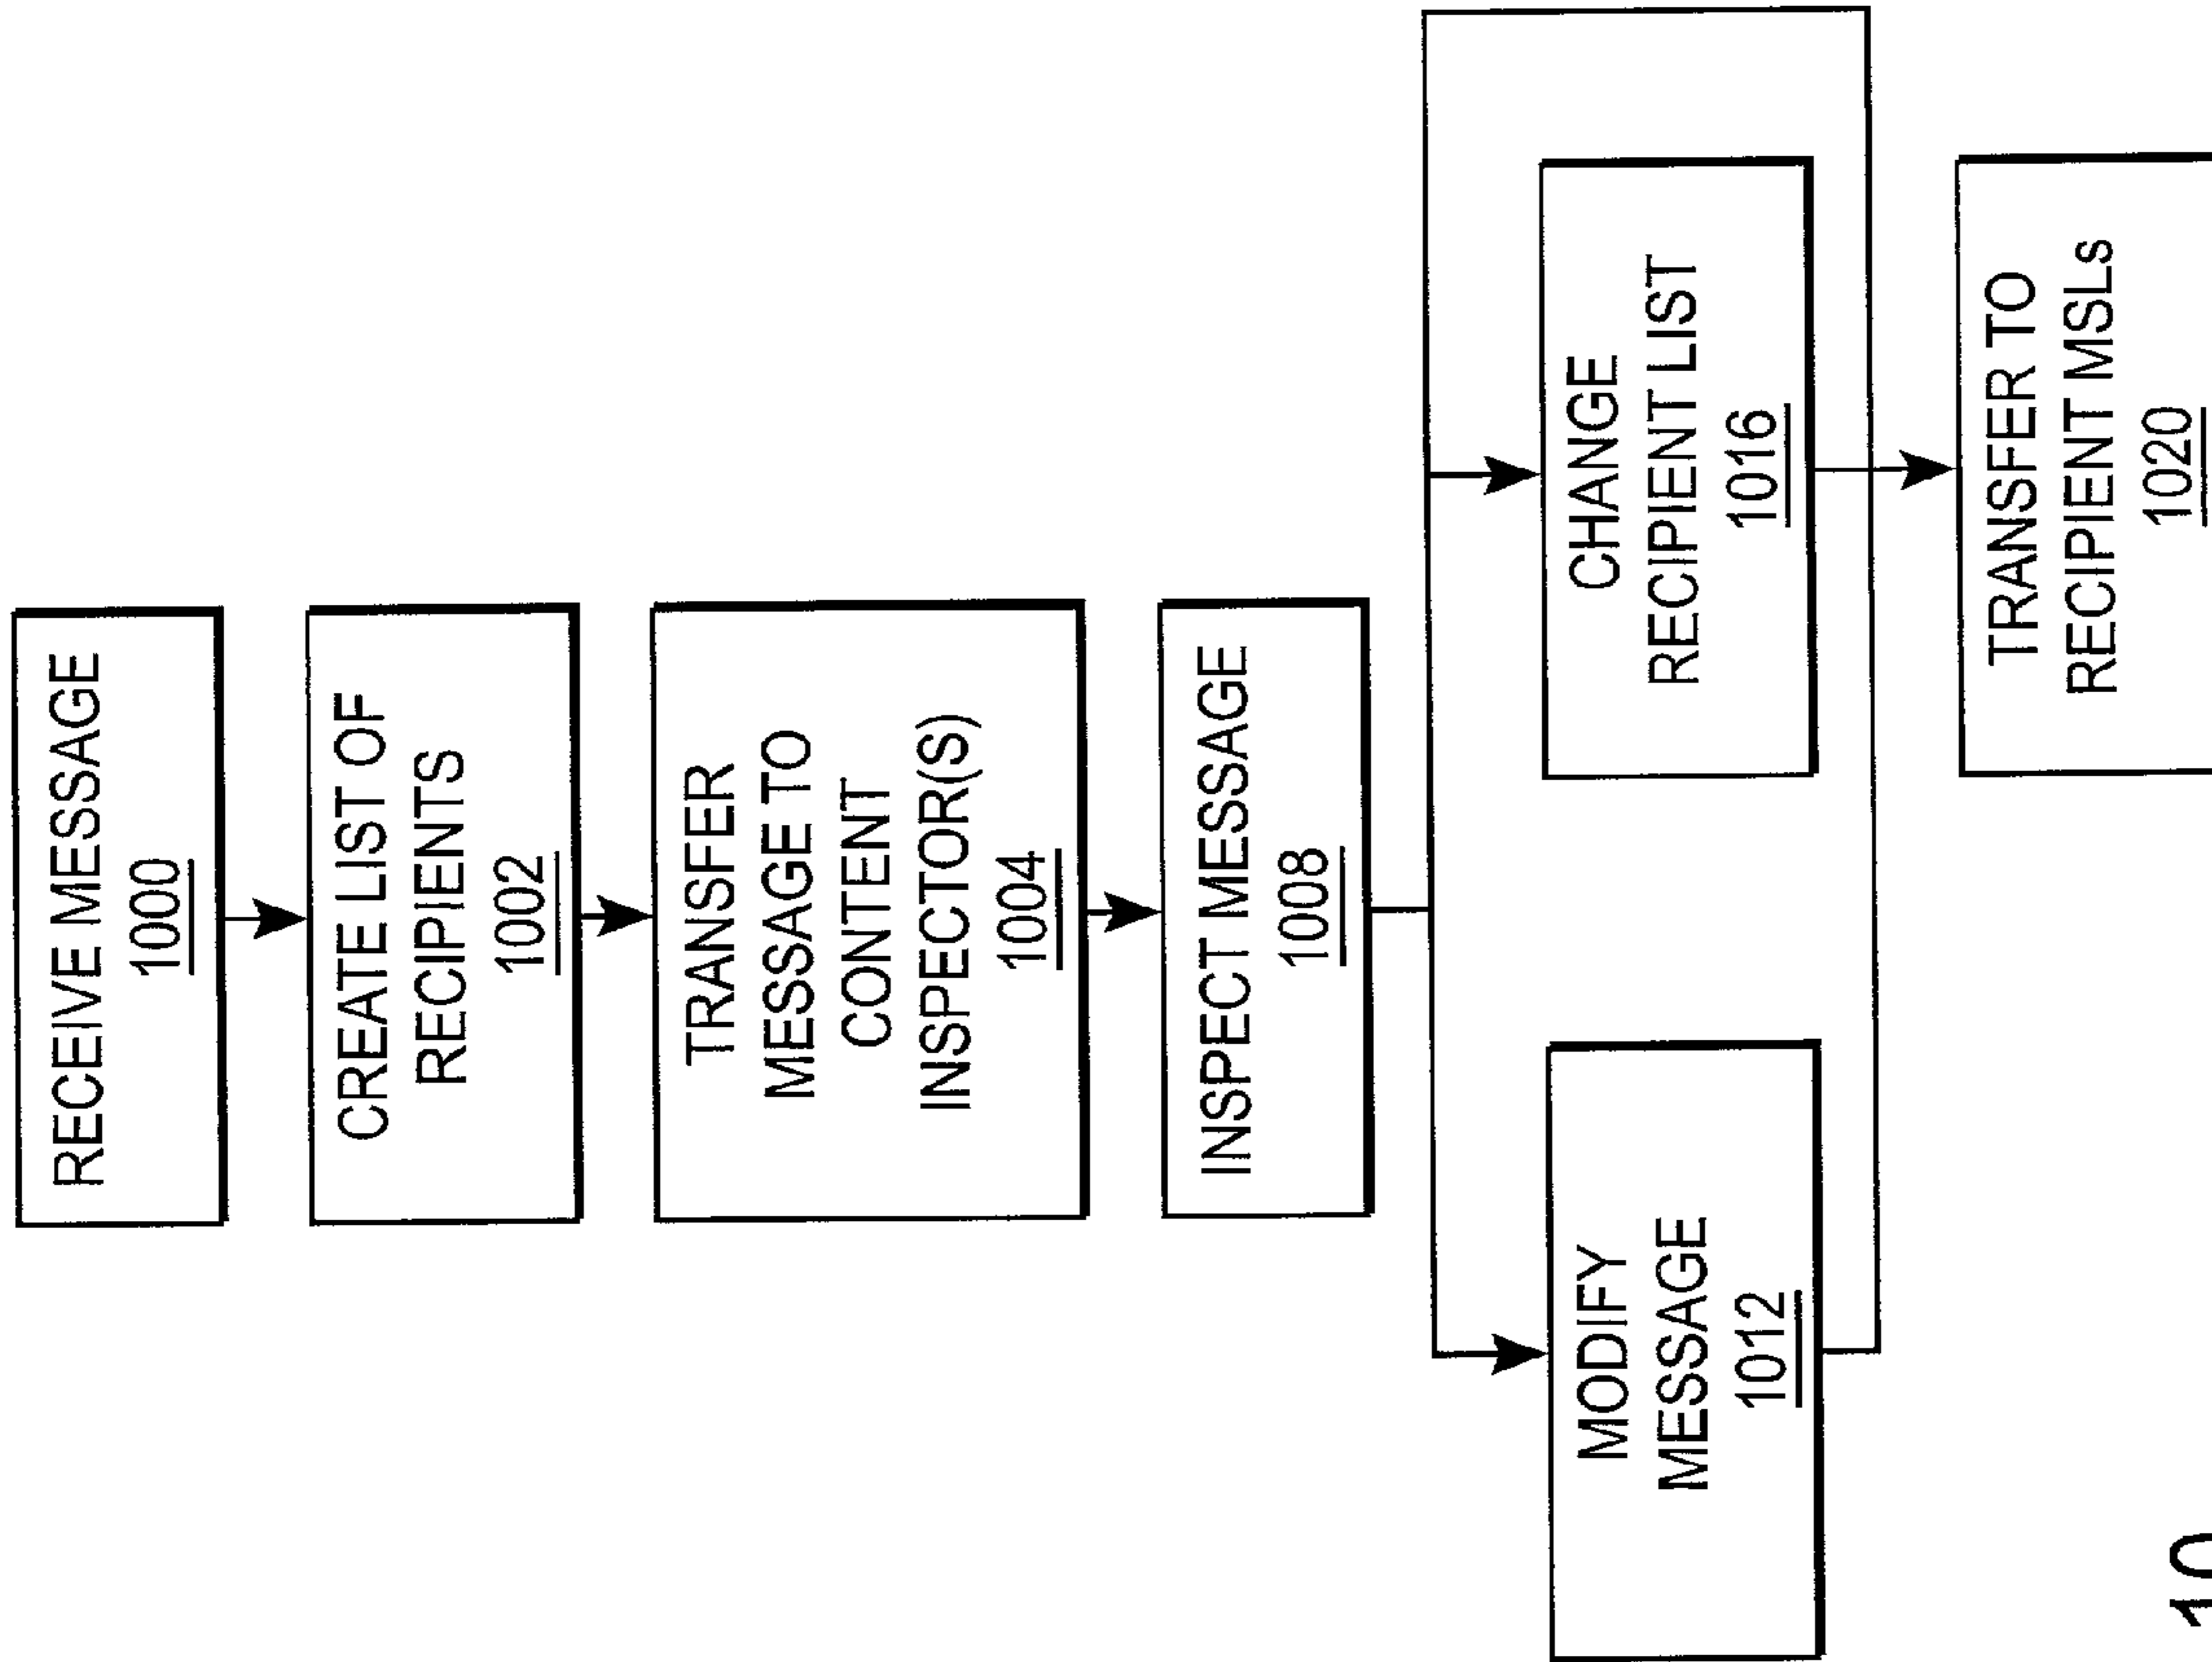 RECEIVE MESSAGE
1000
CREATE LIST OF
RECIPIENTS
1002
TRANSFER
MESSAGE TO
CONTENT
INSPECTOR(S)
1004
INSPECT MESSAGE
1008
MODIFY
MESSAGE
1012
CHANGE
RECIPIENT LIST
1016
TRANSFER TO
RECIPIENT MSLs
1020
10